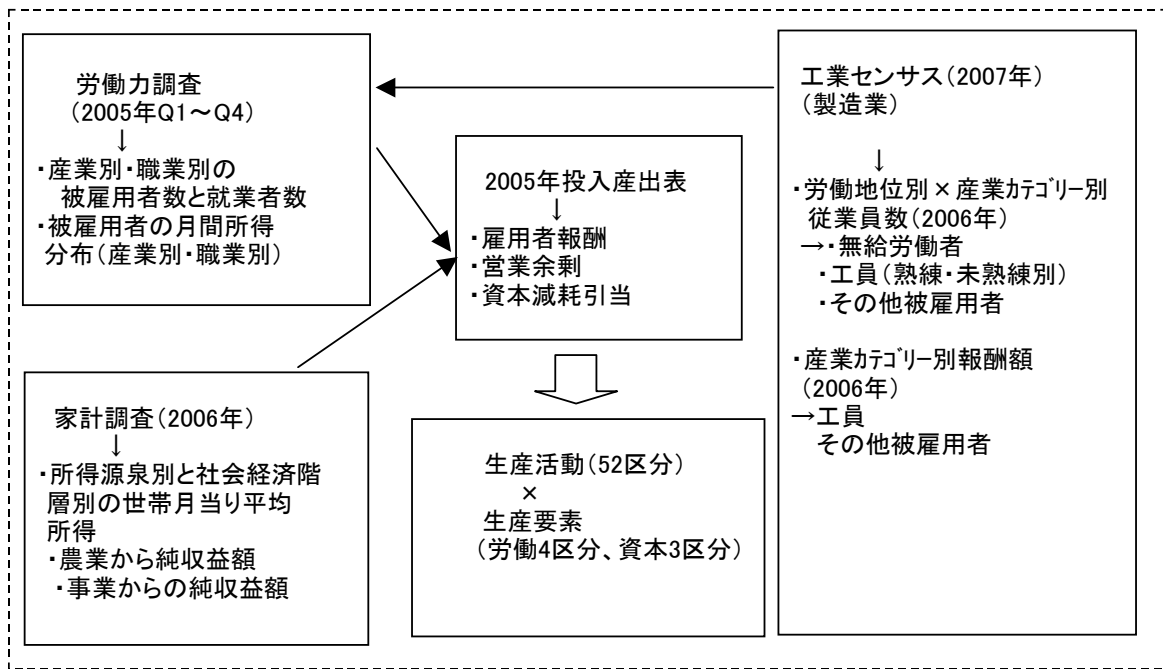 労働力調査
(2005年Q1～Q4)
↓
・産業別・職業別の
被雇用者数と就業者数
・被雇用者の月間所得
分布(産業別・職業別)
家計調査(2006年)
↓
・所得源泉別と社会経済階
層別の世帯月当り平均
所得
・農業から純収益額
・事業からの純収益額
2005年投入産出表
↓
・雇用者報酬
・営業余剰
・資本減耗引当
生産活動(52区分)
×
生産要素
(労働4区分、資本3区分)
工業センサス(2007年)
(製造業)
↓
・労働地位別×産業ｶﾃｺﾞﾘｰ別
従業員数(2006年)
→・無給労働者
・工員(熟練・未熟練別)
・その他被雇用者
・産業ｶﾃｺﾞﾘｰ別報酬額
(2006年)
→工員
その他被雇用者